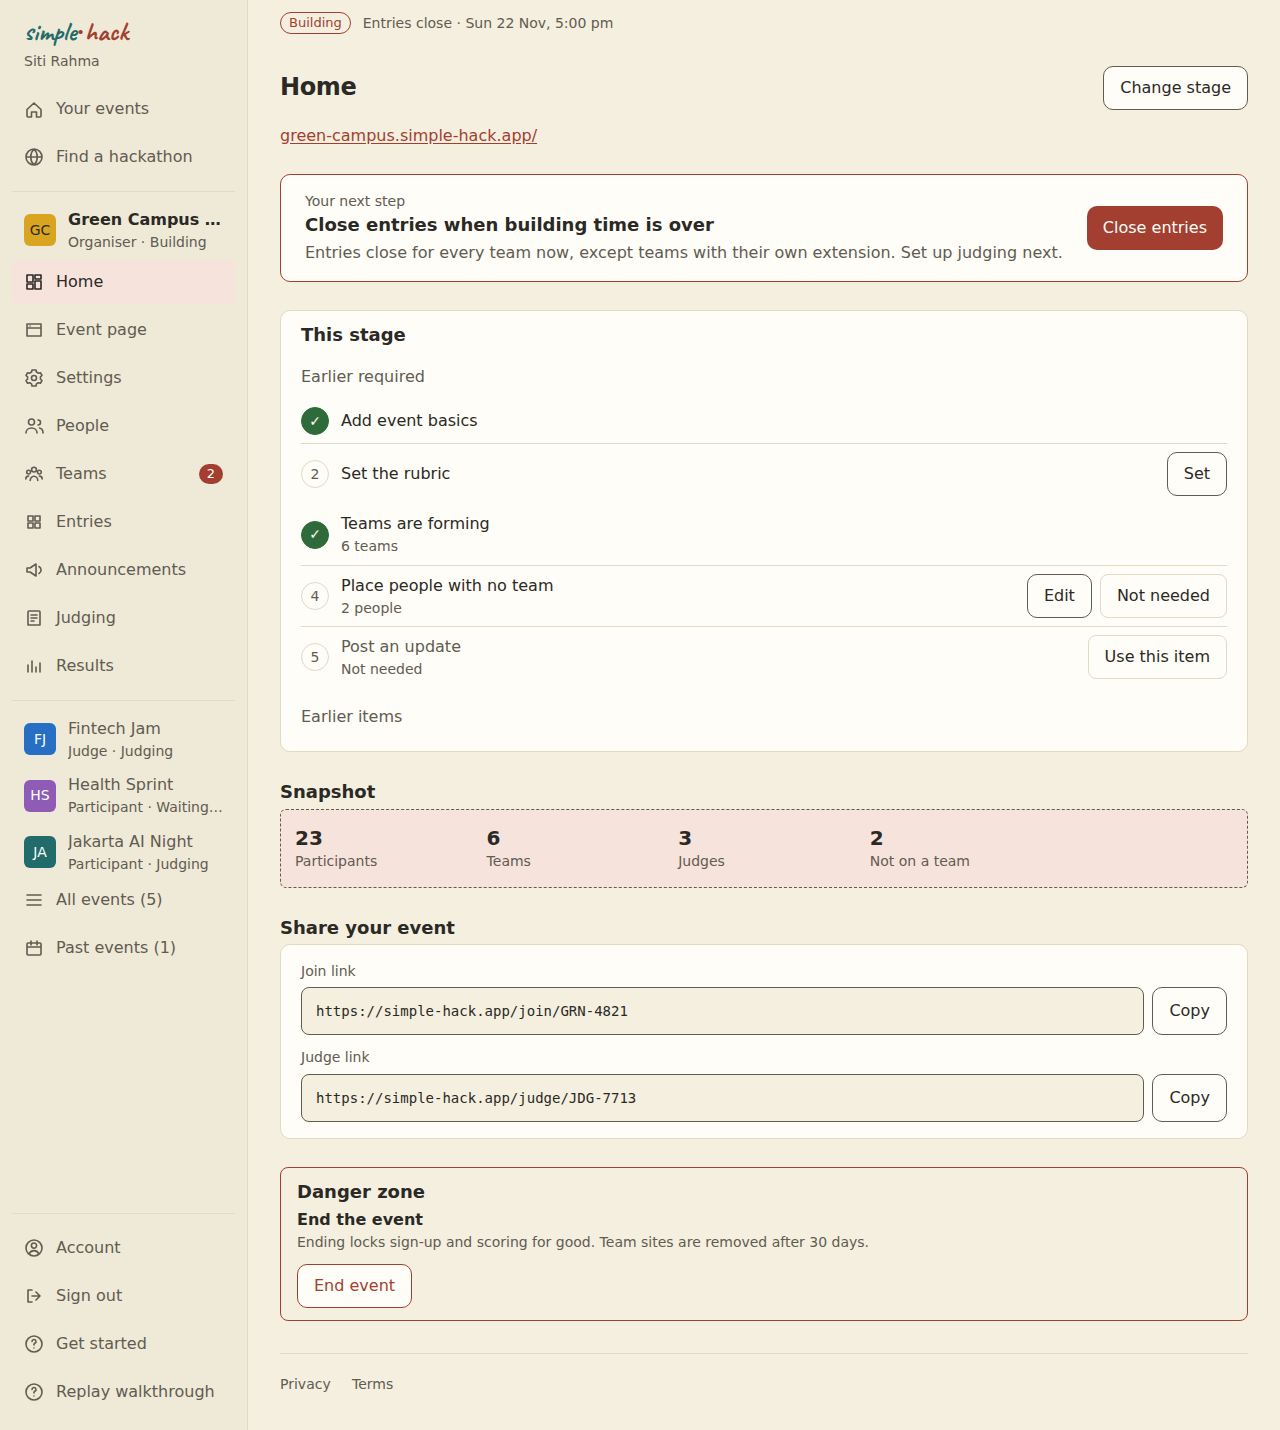 simple·hack
Siti Rahma
Your events
Find a hackathon
GC
Green Campus …
Organiser · Building
Home
Event page
Settings
People
Teams
2
Entries
Announcements
Judging
Results
FJ
Fintech Jam
Judge · Judging
HS
Health Sprint
Participant · Waiting…
JA
Jakarta AI Night
Participant · Judging
All events (5)
Past events (1)
Account
Sign out
Get started
Replay walkthrough
Building
Entries close · Sun 22 Nov, 5:00 pm
Home
Change stage
green-campus.simple-hack.app/
Your next step
Close entries when building time is over
Entries close for every team now, except teams with their own extension. Set up judging next.
Close entries
This stage
Earlier required
✓
Add event basics
2
Set the rubric
Set
✓
Teams are forming
6 teams
4
Place people with no team
2 people
Edit
Not needed
5
Post an update
Not needed
Use this item
Earlier items
Snapshot
23
Participants
6
Teams
3
Judges
2
Not on a team
Share your event
Join link
https://simple-hack.app/join/GRN-4821
Copy
Judge link
https://simple-hack.app/judge/JDG-7713
Copy
Danger zone
End the event
Ending locks sign-up and scoring for good. Team sites are removed after 30 days.
End event
Privacy
Terms